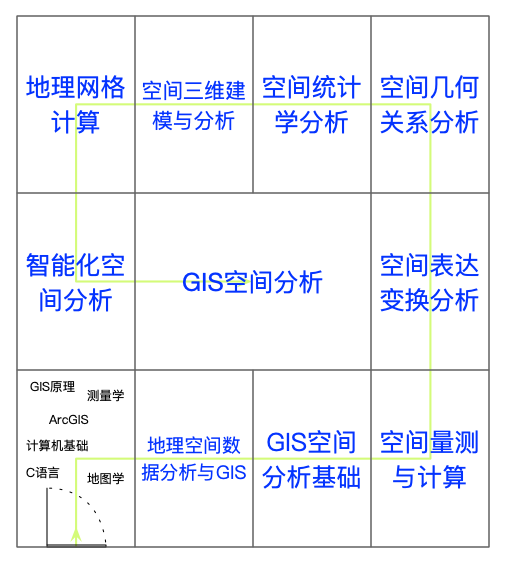 地理网格
计算
空间三维建
模与分析
空间统计
学分析
空间几何
关系分析
智能化空
间分析
GIS空间分析
空间表达
变换分析
GIS原理
测量学
ArcGIS
计算机基础
C语言
地图学
地理空间数
据分析与GIS
GIS空间
分析基础
空间量测
与计算